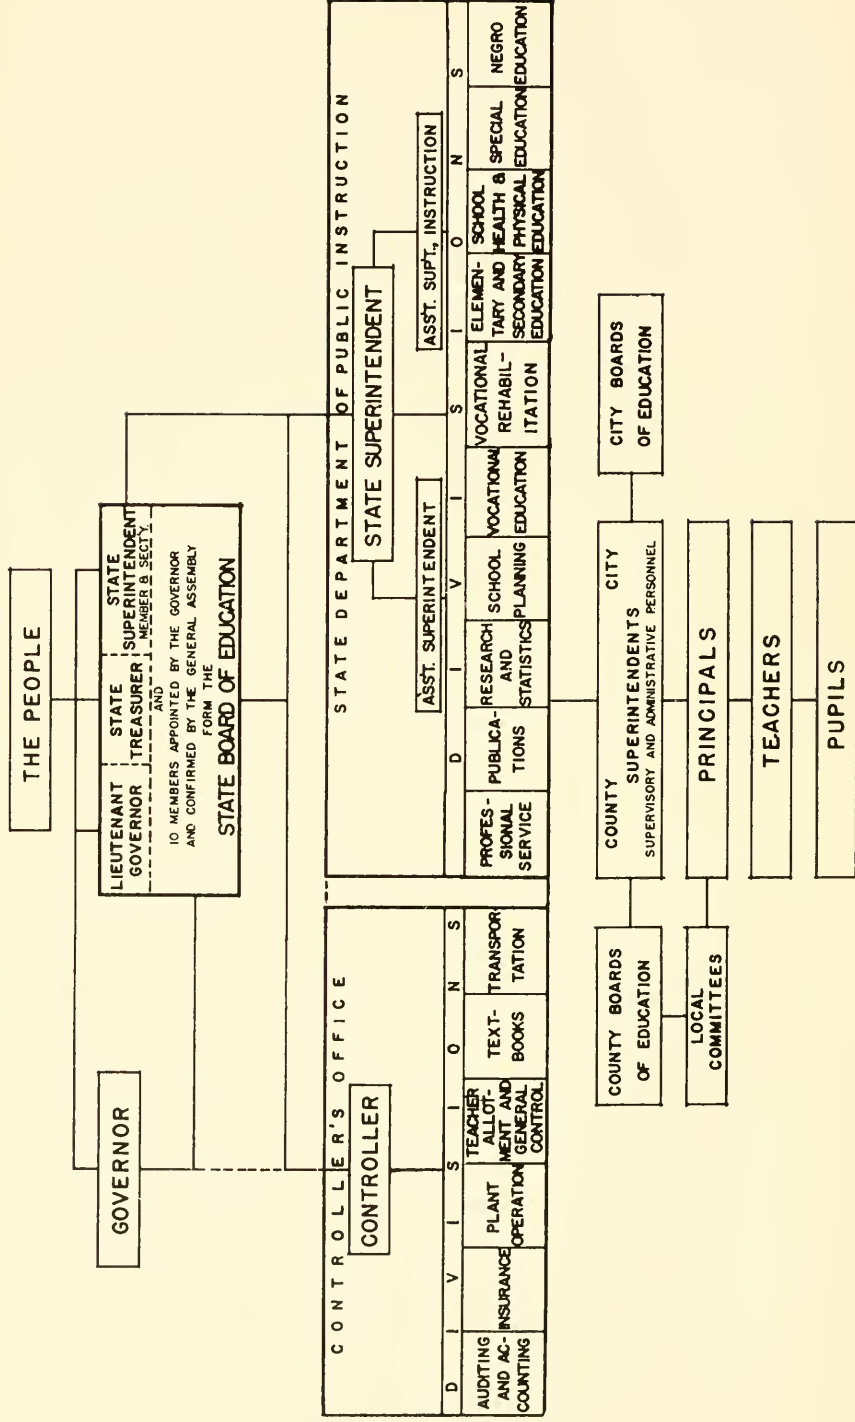 THE PEOPLE
GOVERNOR
LIEUTENANT
GOVERNOR
STATE
TREASURER
STATE
SUPERINTENDENT
MEMBER & SECTY.
AND
10 MEMBERS APPOINTED BY THE GOVERNOR
AND CONFIRMED BY THE GENERAL ASSEMBLY
FORM THE
STATE BOARD OF EDUCATION
CONTROLLER'S OFFICE
CONTROLLER
DIVISIONS
AUDITING
AND AC-
COUNTING
INSURANCE
PLANT
OPERATION
TEACHER
ALLOT-
MENT AND
GENERAL
CONTROL
TEXT-
BOOKS
TRANSPOR-
TATION
STATE DEPARTMENT OF PUBLIC INSTRUCTION
STATE SUPERINTENDENT
ASS'T. SUPERINTENDENT
ASS'T. SUP'T., INSTRUCTION
DIVISIONS
PROFES-
SIONAL
SERVICE
PUBLICA-
TIONS
RESEARCH
AND
STATISTICS
SCHOOL
PLANNING
VOCATIONAL
EDUCATION
VOCATIONAL
REHABIL-
ITATION
ELEMEN-
TARY AND
SECONDARY
EDUCATION
SCHOOL
HEALTH &
PHYSICAL
EDUCATION
SPECIAL
EDUCATION
NEGRO
EDUCATION
COUNTY BOARDS
OF EDUCATION
COUNTY CITY
SUPERINTENDENTS
SUPERVISORY AND ADMINISTRATIVE PERSONNEL
CITY BOARDS
OF EDUCATION
LOCAL
COMMITTEES
PRINCIPALS
TEACHERS
PUPILS